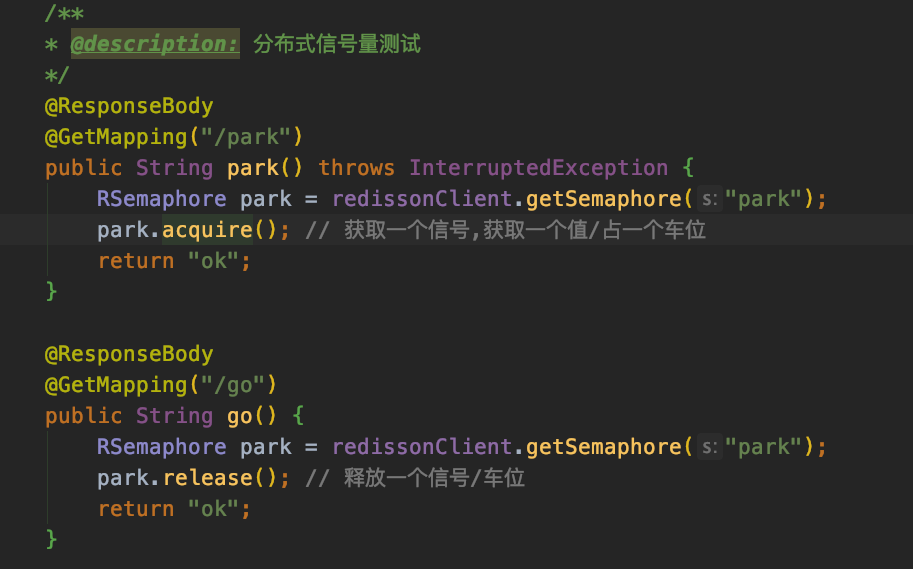 /**
* @description: 分布式信号量测试
*/
@ResponseBody
@GetMapping("/park")
public String park() throws InterruptedException {
RSemaphore park = redissonClient.getSemaphore( s: "park");
park.acquire(); // 获取一个信号,获取一个值/占一个车位
return "ok";
}
@ResponseBody
@GetMapping("/go")
public String go() {
RSemaphore park = redissonClient.getSemaphore( s: "park");
park.release(); // 释放一个信号/车位
return "ok";
}